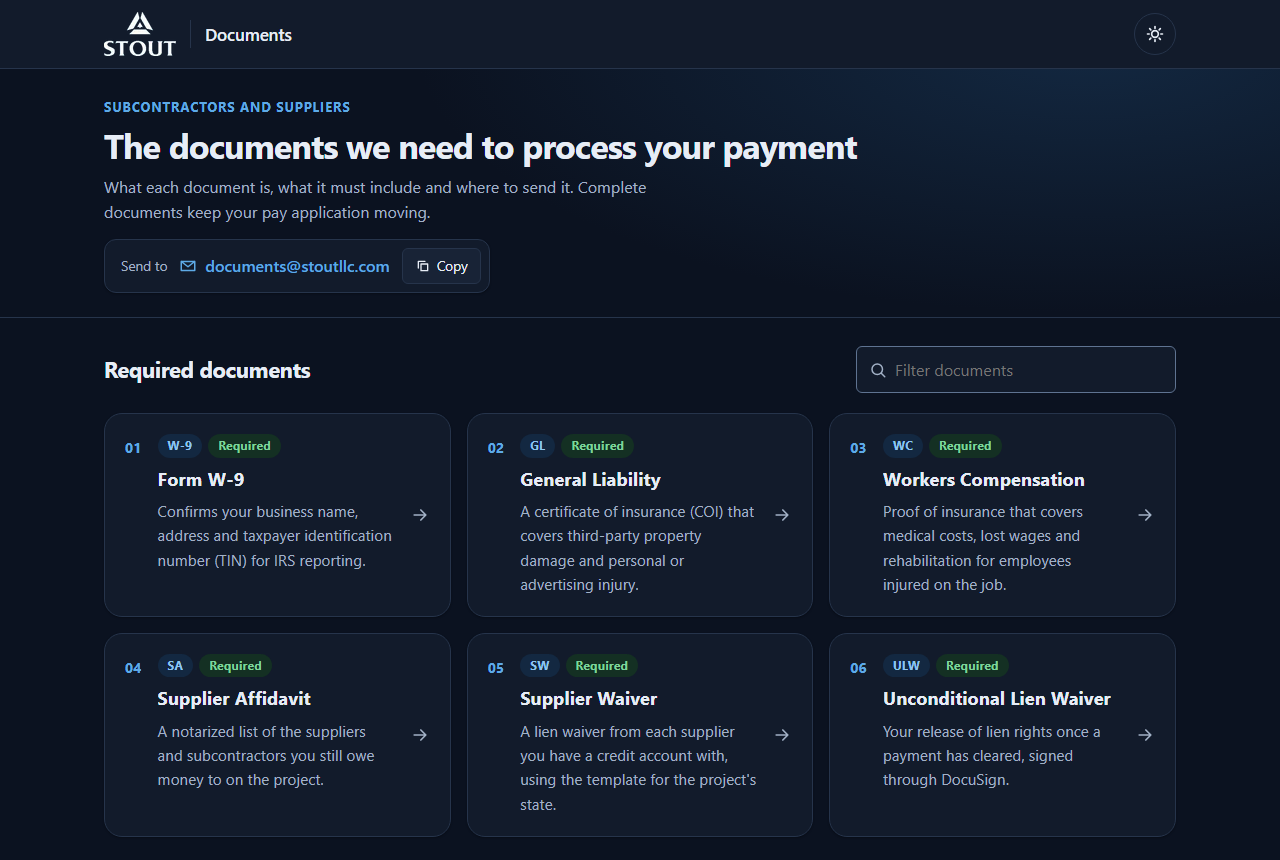 STOUT
Documents
SUBCONTRACTORS AND SUPPLIERS
The documents we need to process your payment
What each document is, what it must include and where to send it. Complete
documents keep your pay application moving.
Send to documents@stoutllc.com Copy
Required documents
Filter documents
01 W-9 Required
Form W-9
Confirms your business name,
address and taxpayer identification
number (TIN) for IRS reporting.
02 GL Required
General Liability
A certificate of insurance (COI) that
covers third-party property
damage and personal or
advertising injury.
03 WC Required
Workers Compensation
Proof of insurance that covers
medical costs, lost wages and
rehabilitation for employees
injured on the job.
04 SA Required
Supplier Affidavit
A notarized list of the suppliers
and subcontractors you still owe
money to on the project.
05 SW Required
Supplier Waiver
A lien waiver from each supplier
you have a credit account with,
using the template for the project's
state.
06 ULW Required
Unconditional Lien Waiver
Your release of lien rights once a
payment has cleared, signed
through DocuSign.